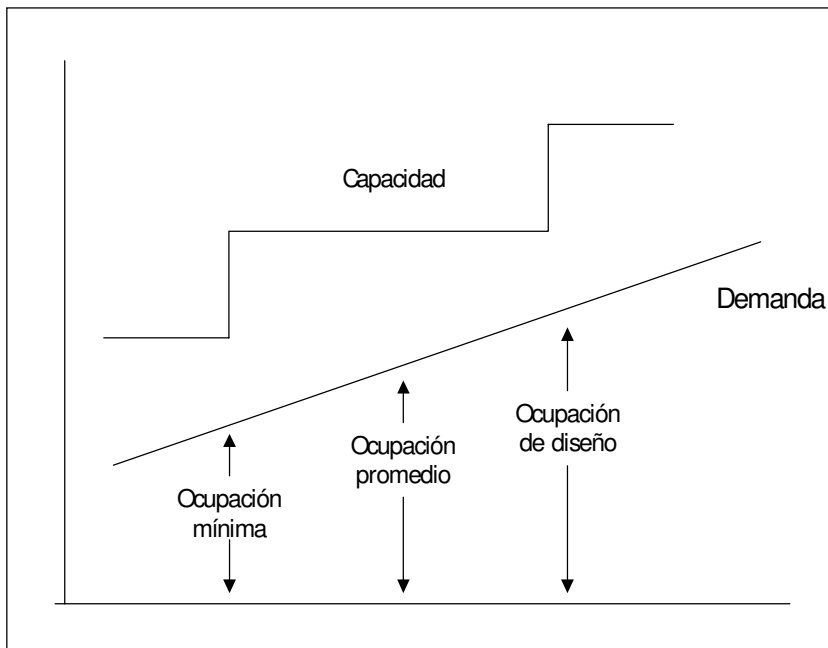 Capacidad
Demanda
Ocupación
mínima
Ocupación
promedio
Ocupación
de diseño